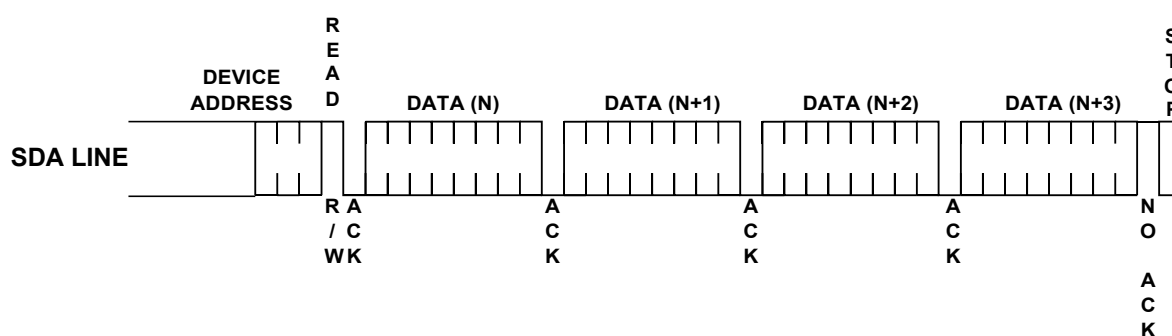 READ
STOP
DEVICE
ADDRESS
DATA (N)
DATA (N+1)
DATA (N+2)
DATA (N+3)
SDA LINE
R/W
ACK
ACK
ACK
ACK
NO ACK